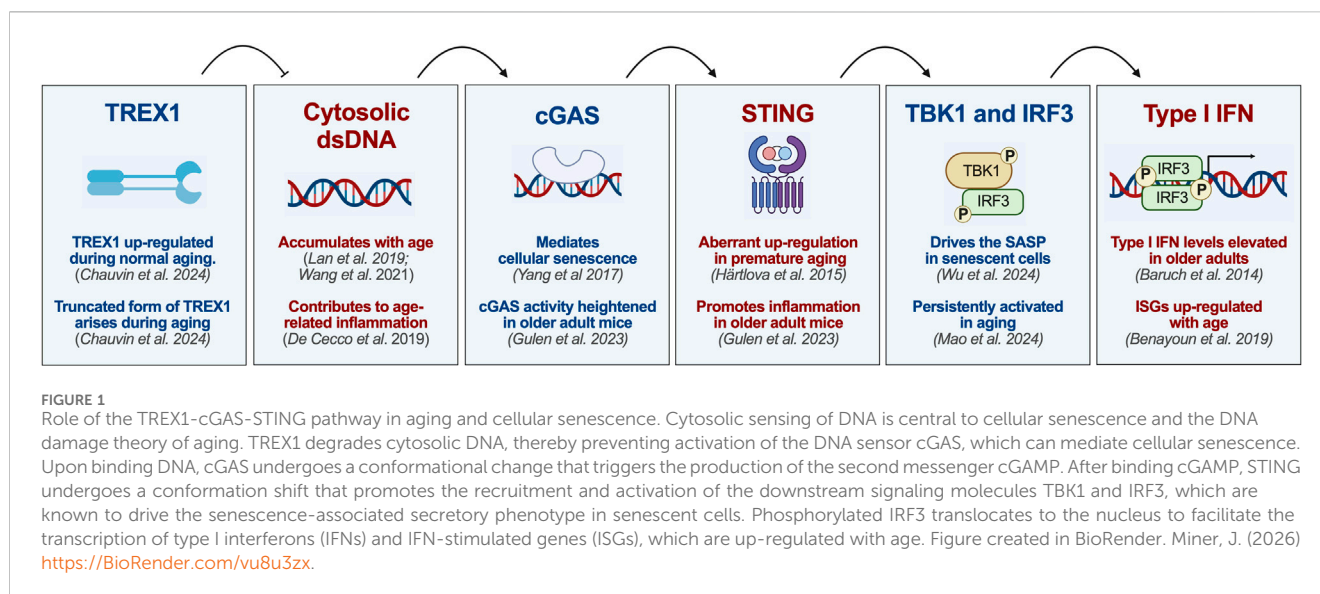 TREX1
TREX1 up-regulated
during normal aging.
(Chauvin et al. 2024)
Truncated form of TREX1
arises during aging
(Chauvin et al. 2024)
Cytosolic
dsDNA
Accumulates with age
(Lan et al. 2019;
Wang et al. 2021)
Contributes to age-
related inflammation
(De Cecco et al. 2019)
cGAS
Mediates
cellular senescence
(Yang et al 2017)
cGAS activity heightened
in older adult mice
(Gulen et al. 2023)
STING
Aberrant up-regulation
in premature aging
(Härtlova et al. 2015)
Promotes inflammation
in older adult mice
(Gulen et al. 2023)
TBK1 and IRF3
P
TBK1
IRF3
P
Drives the SASP
in senescent cells
(Wu et al. 2024)
Persistently activated
in aging
(Mao et al. 2024)
Type I IFN
P
IRF3
IRF3
P
Type I IFN levels elevated
in older adults
(Baruch et al. 2014)
ISGs up-regulated
with age
(Benayoun et al. 2019)
FIGURE 1
Role of the TREX1-cGAS-STING pathway in aging and cellular senescence. Cytosolic sensing of DNA is central to cellular senescence and the DNA
damage theory of aging. TREX1 degrades cytosolic DNA, thereby preventing activation of the DNA sensor cGAS, which can mediate cellular senescence.
Upon binding DNA, cGAS undergoes a conformational change that triggers the production of the second messenger cGAMP. After binding cGAMP, STING
undergoes a conformation shift that promotes the recruitment and activation of the downstream signaling molecules TBK1 and IRF3, which are
known to drive the senescence-associated secretory phenotype in senescent cells. Phosphorylated IRF3 translocates to the nucleus to facilitate the
transcription of type I interferons (IFNs) and IFN-stimulated genes (ISGs), which are up-regulated with age. Figure created in BioRender. Miner, J. (2026)
https://BioRender.com/vu8u3zx.